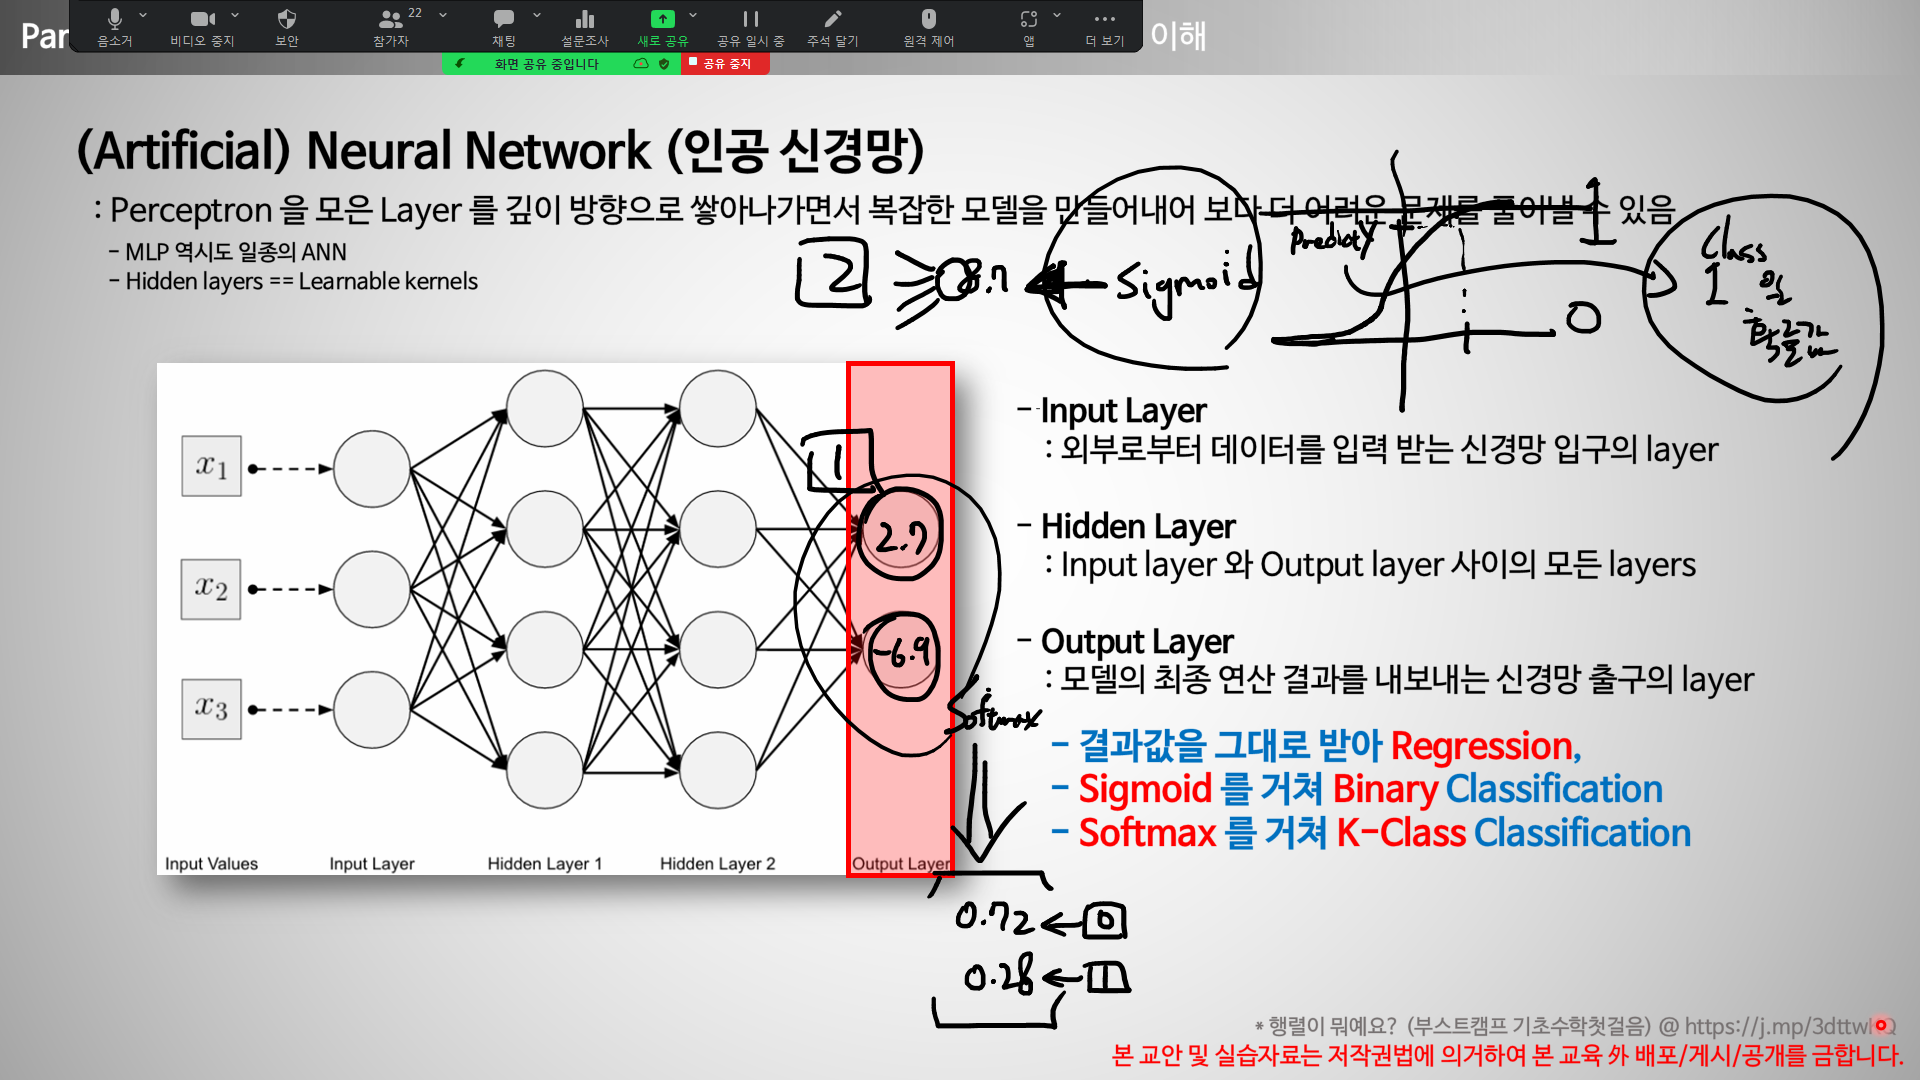 음소거
비디오 중지
보안
참가자
22
채팅
설문조사
새로 공유
공유 일시 중
주석 달기
원격 제어
앱
더 보기
화면 공유 중입니다
공유 중지
Par
이해
(Artificial) Neural Network (인공 신경망)
: Perceptron 을 모은 Layer 를 깊이 방향으로 쌓아나가면서 복잡한 모델을 만들어내어 보다 더 어려운 문제를 풀어낼 수 있음
- MLP 역시도 일종의 ANN
- Hidden layers == Learnable kernels
2
8.7
Sigmoid
Predict
1
0
Class
1 일
확률값
x1
x2
x3
1
2.7
-6.9
Softmax
Input Values
Input Layer
Hidden Layer 1
Hidden Layer 2
Output Layer
0.72 ← 0
0.28 ← 1
- Input Layer
: 외부로부터 데이터를 입력 받는 신경망 입구의 layer
- Hidden Layer
: Input layer 와 Output layer 사이의 모든 layers
- Output Layer
: 모델의 최종 연산 결과를 내보내는 신경망 출구의 layer
- 결과값을 그대로 받아 Regression,
- Sigmoid 를 거쳐 Binary Classification
- Softmax 를 거쳐 K-Class Classification
* 행렬이 뭐예요? (부스트캠프 기초수학첫걸음) @
본 교안 및 실습자료는 저작권법에 의거하여 본 교육 外 배포/게시/공개를 금합니다.